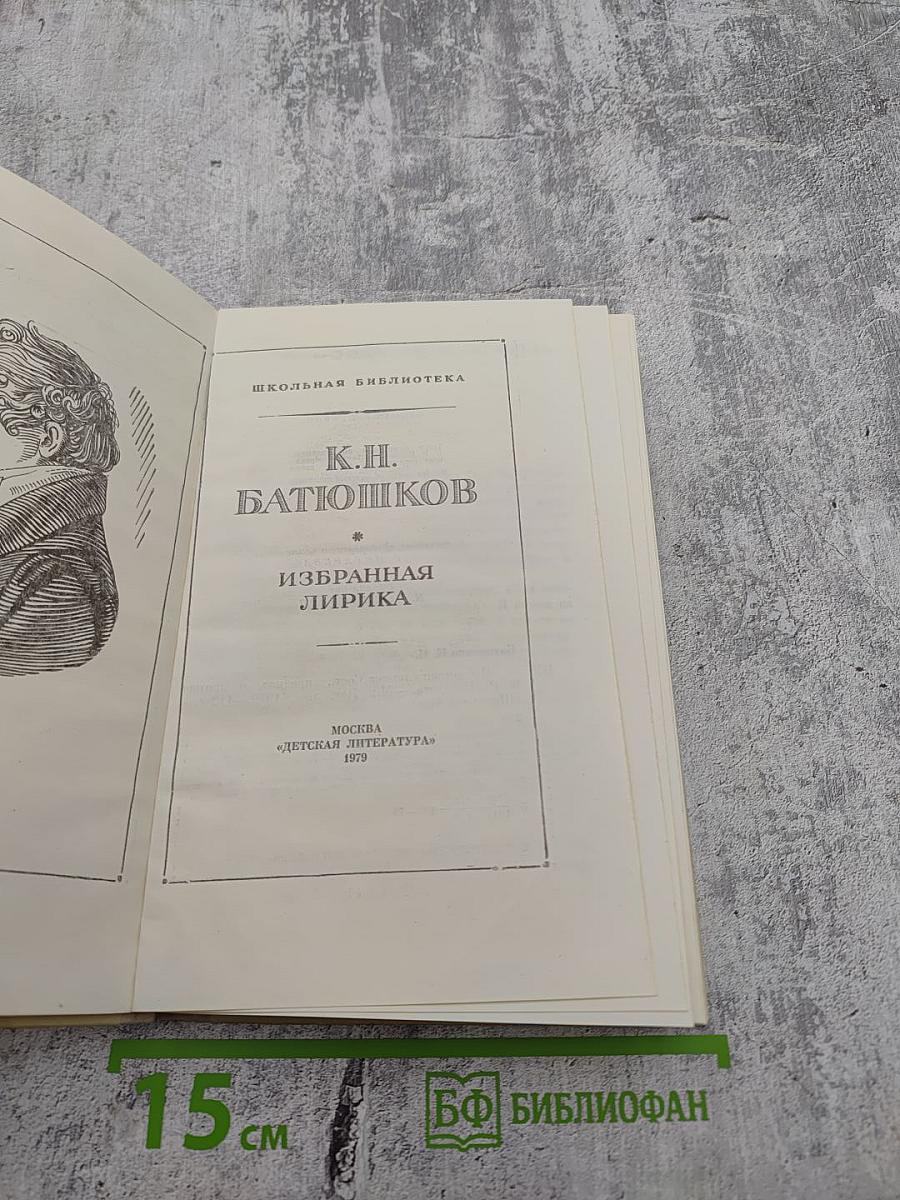 ШКОЛЬНАЯ БИБЛИОТЕКА
К.Н.
БАТЮШКОВ
*
ИЗБРАННАЯ
ЛИРИКА
МОСКВА
«ДЕТСКАЯ ЛИТЕРАТУРА»
1979
15 см
БФ БИБЛИОФАН